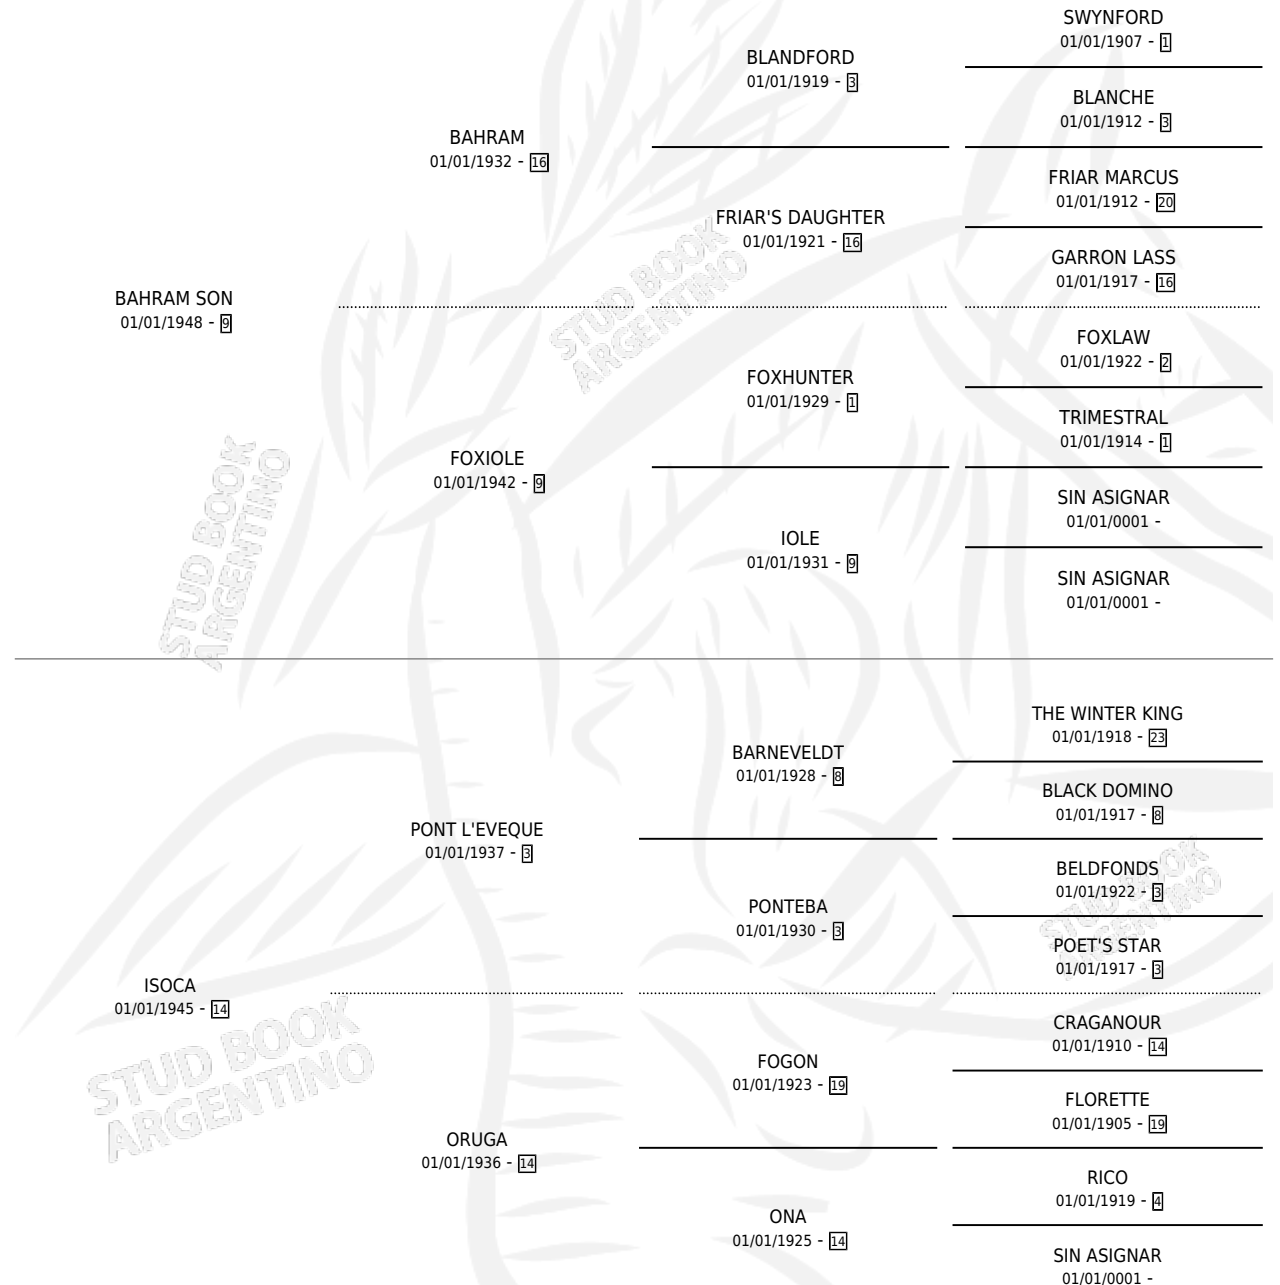 SWYNFORD
01/01/1907 - 1
BLANDFORD
01/01/1919 - 3
BLANCHE
01/01/1912 - 3
BAHRAM
01/01/1932 - 16
FRIAR MARCUS
01/01/1912 - 20
FRIAR'S DAUGHTER
01/01/1921 - 16
GARRON LASS
01/01/1917 - 16
BAHRAM SON
01/01/1948 - 9
FOXLAW
01/01/1922 - 2
FOXHUNTER
01/01/1929 - 1
TRIMESTRAL
01/01/1914 - 1
FOXIOLE
01/01/1942 - 9
SIN ASIGNAR
01/01/0001 -
IOLE
01/01/1931 - 9
SIN ASIGNAR
01/01/0001 -
THE WINTER KING
01/01/1918 - 23
BARNEVELDT
01/01/1928 - 8
BLACK DOMINO
01/01/1917 - 8
PONT L'EVEQUE
01/01/1937 - 3
BELDFONDS
01/01/1922 - 3
PONTEBA
01/01/1930 - 3
POET'S STAR
01/01/1917 - 3
ISOCA
01/01/1945 - 14
CRAGANOUR
01/01/1910 - 14
FOGON
01/01/1923 - 19
FLORETTE
01/01/1905 - 19
ORUGA
01/01/1936 - 14
RICO
01/01/1919 - 4
ONA
01/01/1925 - 14
SIN ASIGNAR
01/01/0001 -
STUD BOOK
ARGENTINO
STUD BOOK
ARGENTINO
STUD BOOK
ARGENTINO
STUD BOOK
ARGENTINO